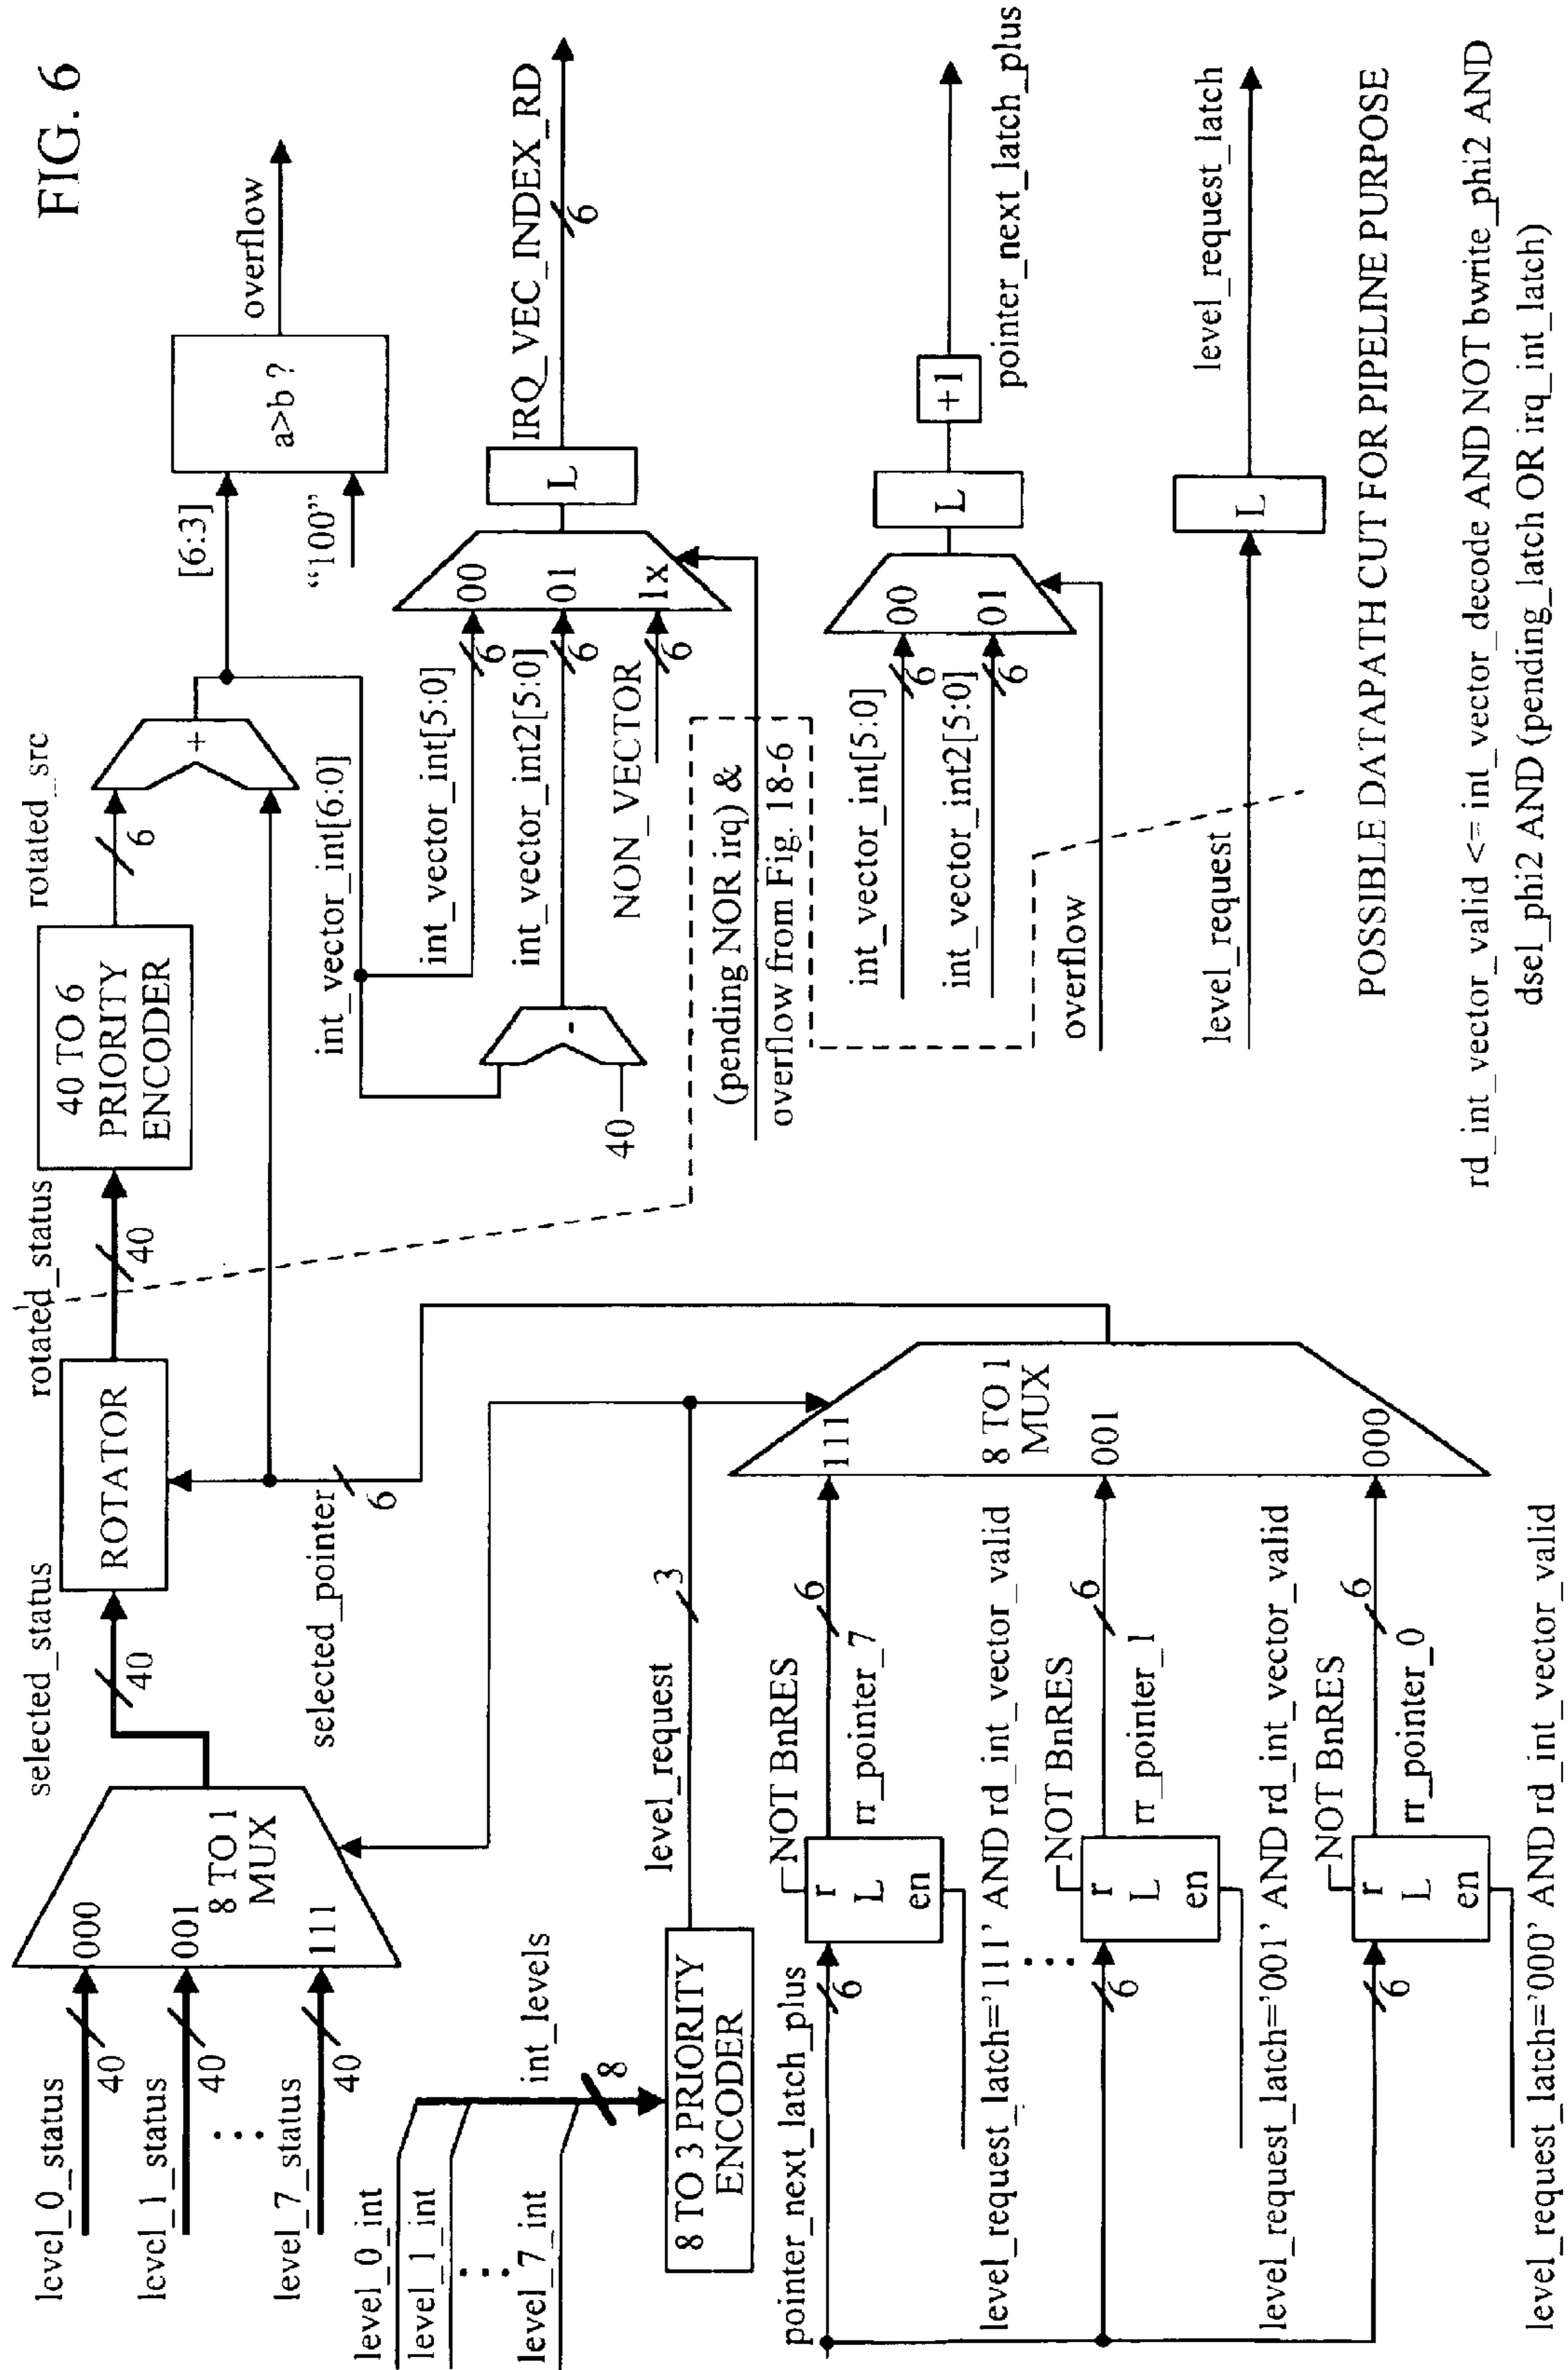 FIG. 6
level_0_status
40
level_1_status
40
level_7_status
40
000
001
111
8 TO 1
MUX
selected_status
40
ROTATOR
rotated_status
40
40 TO 6
PRIORITY
ENCODER
rotated_src
6
+
[6:3]
"100"
a>b ?
overflow
selected_pointer
6
int_vector_int[6:0]
int_vector_int[5:0]
6
00
int_vector_int2[5:0]
6
01
NON_VECTOR
6
1x
40
-
L
IRQ_VEC_INDEX_RD
6
(pending NOR irq) &
overflow from Fig. 18-6
level_0_int
level_1_int
level_7_int
int_levels
8
8 TO 3 PRIORITY
ENCODER
level_request
3
int_vector_int[5:0]
6
00
int_vector_int2[5:0]
6
01
overflow
L
+1
pointer_next_latch_plus
level_request
L
level_request_latch
pointer_next_latch_plus
6
r
L
en
NOT BnRES
rr_pointer_7
6
111
level_request_latch='111' AND rd_int_vector_valid
6
r
L
en
NOT BnRES
rr_pointer_1
6
001
8 TO 1
MUX
level_request_latch='001' AND rd_int_vector_valid
6
r
L
en
NOT BnRES
rr_pointer_0
6
000
level_request_latch='000' AND rd_int_vector_valid
POSSIBLE DATAPATH CUT FOR PIPELINE PURPOSE
rd_int_vector_valid <= int_vector_decode AND NOT bwrite_phi2 AND
dsel_phi2 AND (pending_latch OR irq_int_latch)